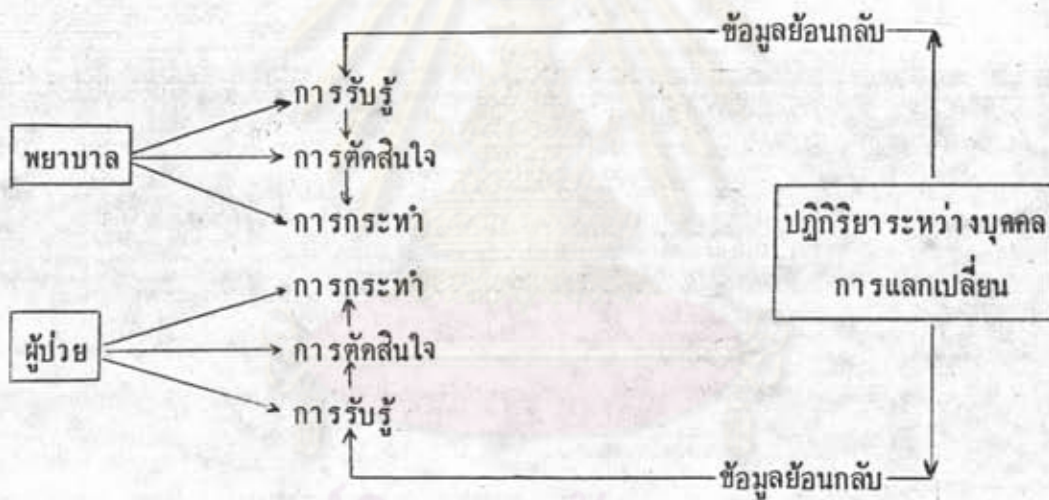 ข้อมูลย้อนกลับ
การรับรู้
พยาบาล
การตัดสินใจ
การกระทำ
ปฏิกิริยาระหว่างบุคคล
การแลกเปลี่ยน
การกระทำ
ผู้ป่วย
การตัดสินใจ
การรับรู้
ข้อมูลย้อนกลับ